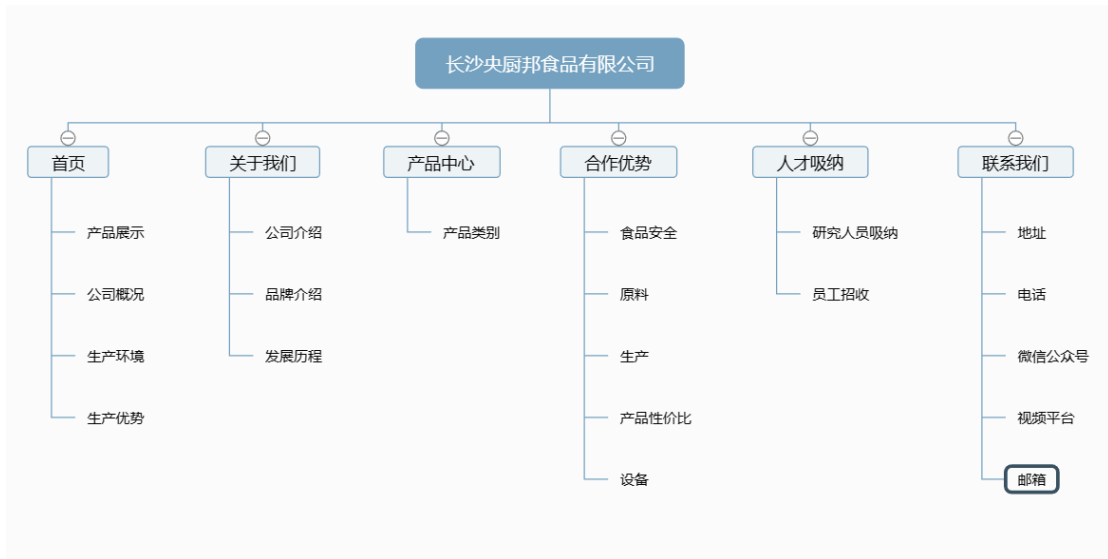 长沙央厨邦食品有限公司
首页
产品展示
公司概况
生产环境
生产优势
关于我们
公司介绍
品牌介绍
发展历程
产品中心
产品类别
合作优势
食品安全
原料
生产
产品性价比
设备
人才吸纳
研究人员吸纳
员工招收
联系我们
地址
电话
微信公众号
视频平台
邮箱